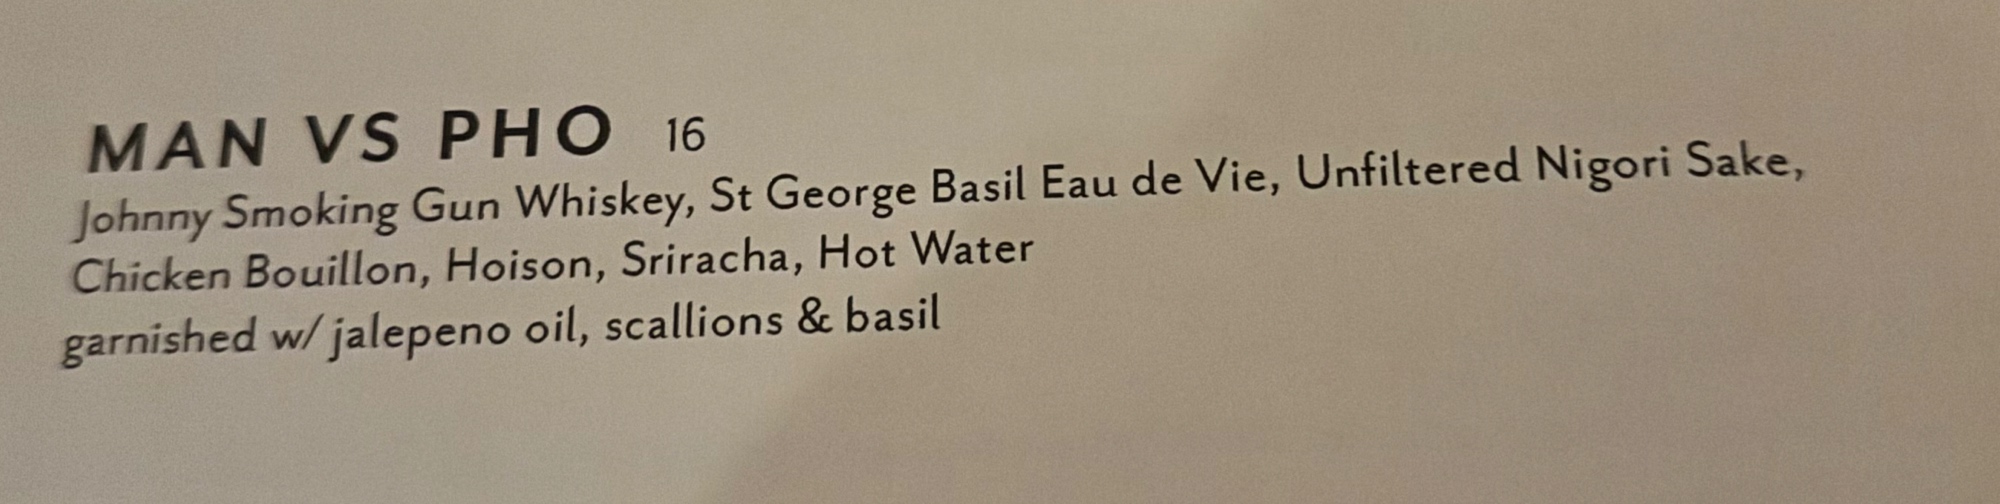 MAN VS PHO 16
Johnny Smoking Gun Whiskey, St George Basil Eau de Vie, Unfiltered Nigori Sake,
Chicken Bouillon, Hoison, Sriracha, Hot Water
garnished w/ jalepeno oil, scallions & basil